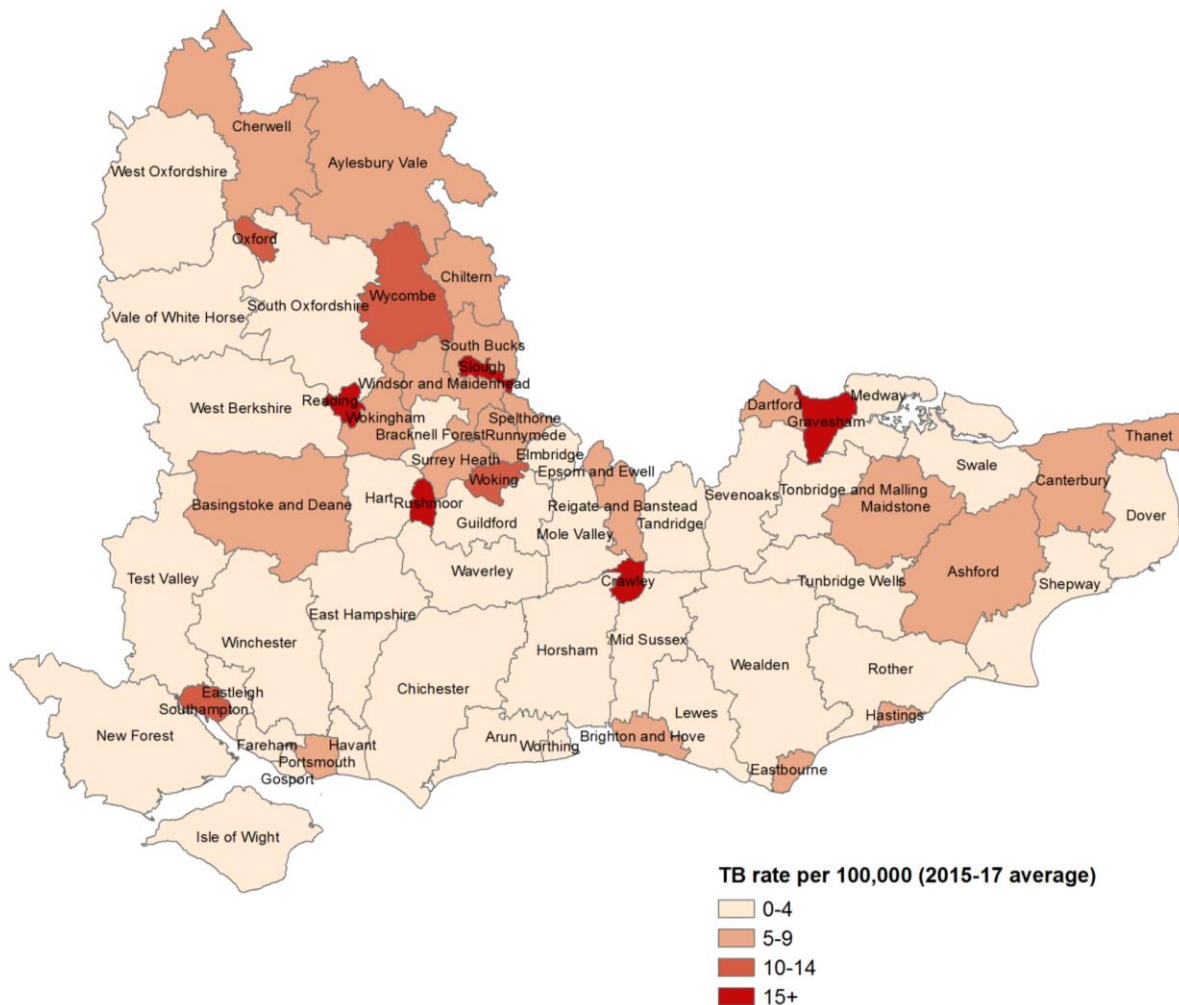 Cherwell
Aylesbury Vale
West Oxfordshire
Oxford
Chiltern
Wycombe
South Oxfordshire
Vale of White Horse
South Bucks
Slough
Windsor and Maidenhead
Medway
Reading
West Berkshire
Dartford
Wokingham
Spelthorne
Gravesham
Bracknell Forest
Runnymede
Thanet
Elmbridge
Surrey Heath
Swale
Epsom and Ewell
Woking
Canterbury
Tonbridge and Malling
Sevenoaks
Hart
Rushmoor
Basingstoke and Deane
Reigate and Banstead
Maidstone
Dover
Guildford
Tandridge
Mole Valley
Waverley
Ashford
Test Valley
Crawley
Tunbridge Wells
Shepway
East Hampshire
Mid Sussex
Winchester
Horsham
Wealden
Rother
Chichester
Eastleigh
Southampton
Lewes
Hastings
New Forest
Arun
Brighton and Hove
Fareham
Havant
Worthing
Portsmouth
Eastbourne
Gosport
Isle of Wight
TB rate per 100,000 (2015-17 average)
0-4
5-9
10-14
15+